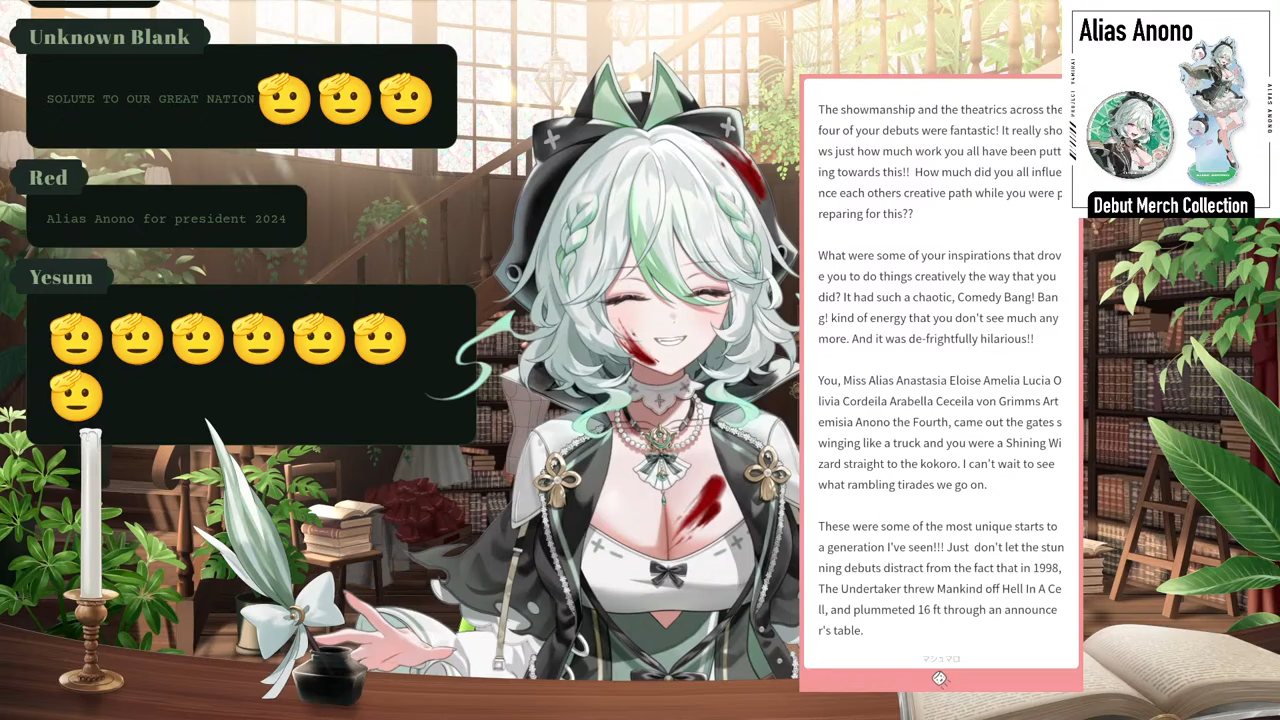 Unknown Blank
SOLUTE TO OUR GREAT NATION
Red
Alias Anono for president 2024
Yesum
The showmanship and the theatrics across the
four of your debuts were fantastic! It really sho
ws just how much work you all have been putt
ing towards this!! How much did you all influe
nce each others creative path while you were p
reparing for this??
What were some of your inspirations that driv
e you to do things creatively the way that you
did? It had such a chaotic, Comedy Bang! Ban
g! kind of energy that you don't see much any
more. And it was de-frightfully hilarious!!
You, Miss Alias Anastasia Eloise Amelia Lucia O
livia Cordeila Arabella Ceceila von Grimms Art
emisia Anono the Fourth, came out the gates s
winging like a truck and you were a Shining Wi
zard straight to the kokoro. I can't wait to see
what rambling tirades we go on.
These were some of the most unique starts to
a generation I've seen!!! Just don't let the stun
ning debuts distract from the fact that in 1998,
The Undertaker threw Mankind off Hell In A Ce
ll, and plummeted 16 ft through an announce
r's table.
マシュマロ
Alias Anono
PROJECT YOMINAI
ALIAS ANONO
Debut Merch Collection